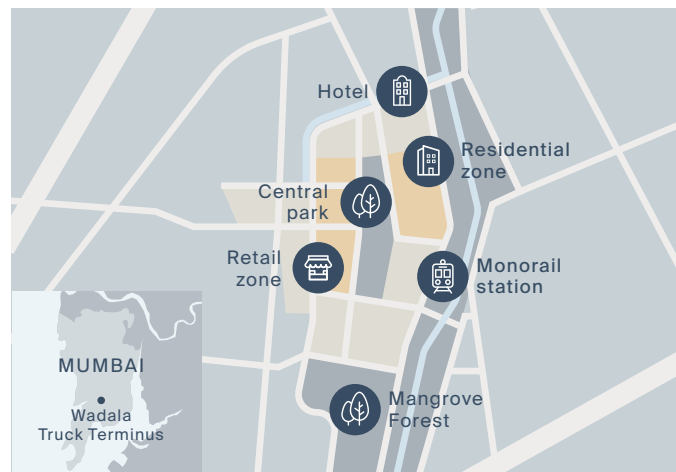 Hotel
Residential
zone
Central
park
Retail
zone
Monorail
station
MUMBAI
Wadala
Truck Terminus
Mangrove
Forest